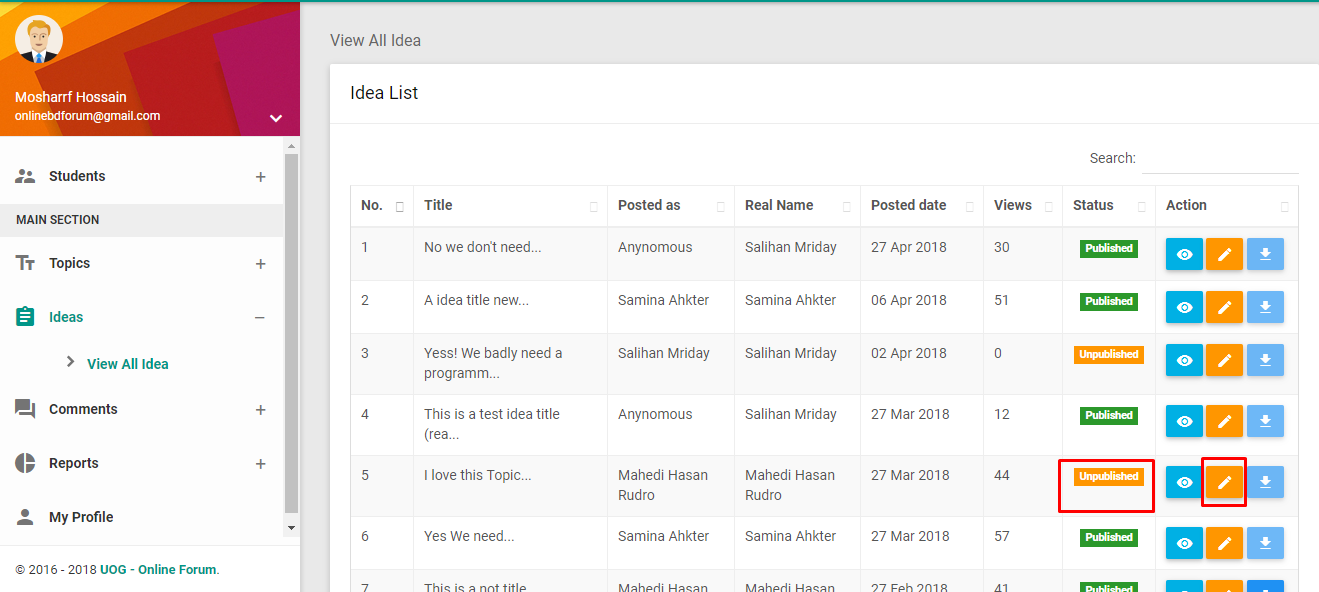 View All Idea
Mosharrf Hossain
onlinebdforum@gmail.com
Students
MAIN SECTION
Topics
Ideas
View All Idea
Comments
Reports
My Profile
© 2016 - 2018 UOG - Online Forum.
Idea List
Search:
No. Title Posted as Real Name Posted date Views Status Action
1 No we don't need... Anynomous Salihan Mriday 27 Apr 2018 30 Published
2 A idea title new... Samina Ahkter Samina Ahkter 06 Apr 2018 51 Published
3 Yess! We badly need a Salihan Mriday Salihan Mriday 02 Apr 2018 0 Unpublished
programm...
4 This is a test idea title Anynomous Salihan Mriday 27 Mar 2018 12 Published
(rea...
5 I love this Topic... Mahedi Hasan Mahedi Hasan 27 Mar 2018 44 Unpublished
Rudro Rudro
6 Yes We need... Samina Ahkter Samina Ahkter 27 Mar 2018 57 Published
7 This is a not title Mahedi Hasan Mahedi Hasan 27 Feb 2018 41 Published